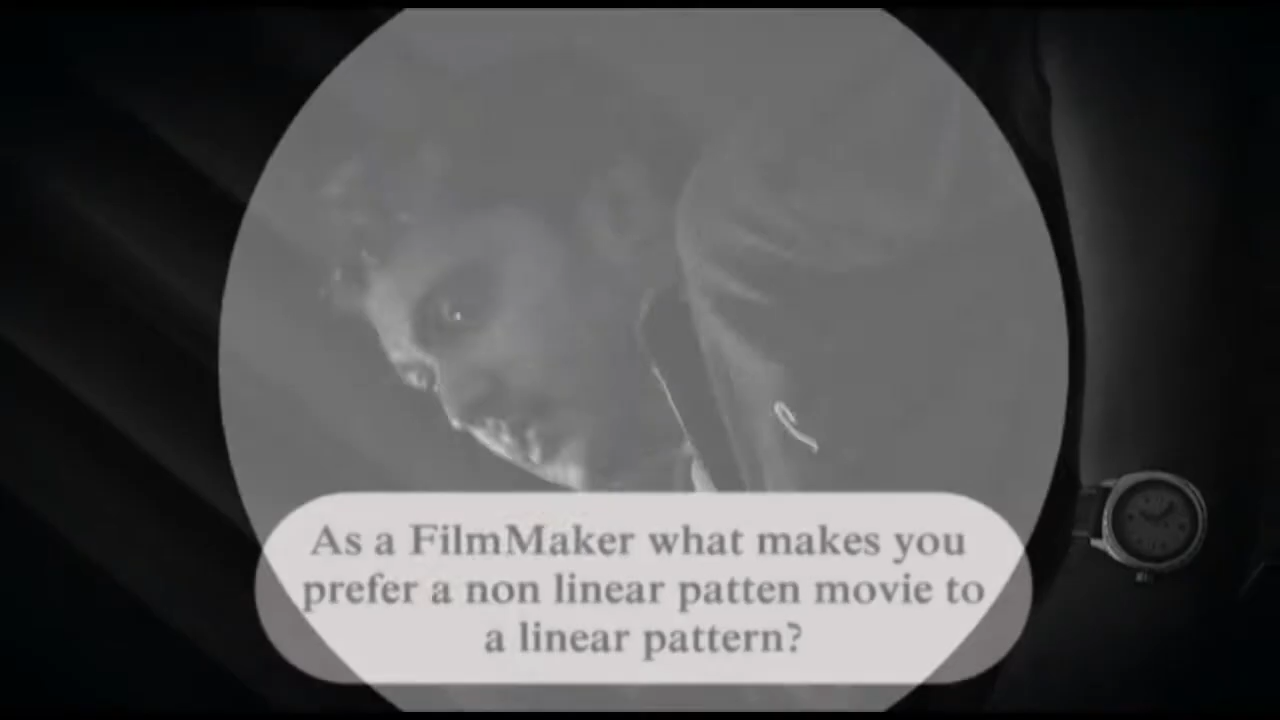 As a FilmMaker what makes you
prefer a non linear patten movie to
a linear pattern?